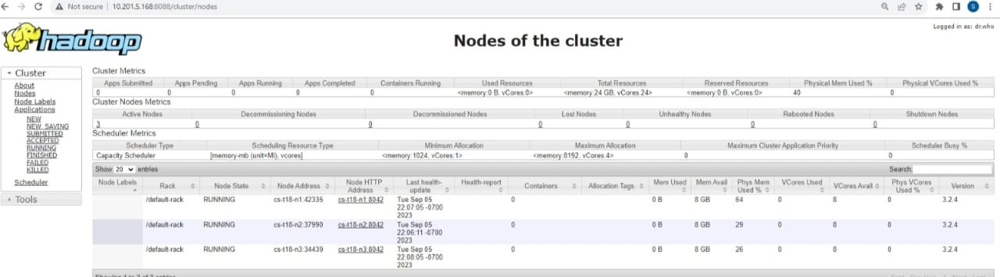 Not secure | 10.201.5.168:8088/cluster/nodes
S
hadoop
Nodes of the cluster
Logged in as: dr.who
Cluster
About
Nodes
Node Labels
Applications
NEW
NEW_SAVING
SUBMITTED
ACCEPTED
RUNNING
FINISHED
FAILED
KILLED
Scheduler
Tools
Cluster Metrics
Apps Submitted Apps Pending Apps Running Apps Completed Containers Running Used Resources Total Resources Reserved Resources Physical Mem Used % Physical VCores Used %
0 0 0 0 0 <memory:0 B, vCores:0> <memory:24 GB, vCores:24> <memory:0 B, vCores:0> 40 0
Cluster Nodes Metrics
Active Nodes Decommissioning Nodes Decommissioned Nodes Lost Nodes Unhealthy Nodes Rebooted Nodes Shutdown Nodes
3 0 0 0 0 0 0
Scheduler Metrics
Scheduler Type Scheduling Resource Type Minimum Allocation Maximum Allocation Maximum Cluster Application Priority Scheduler Busy %
Capacity Scheduler [memory-mb (unit=Mi), vcores] <memory:1024, vCores:1> <memory:8192, vCores:4> 0 0
Show 20 entries Search:
Node Labels Rack Node State Node Address Node HTTP Address Last health-update Health-report Containers Allocation Tags Mem Used Mem Avail Phys Mem Used % VCores Used VCores Avail Phys VCores Used % Version
/default-rack RUNNING cs-t18-n1:42335 cs-t18-n1:8042 Tue Sep 05 22:07:05 -0700 2023 0 0 B 8 GB 64 0 8 0 3.2.4
/default-rack RUNNING cs-t18-n2:37990 cs-t18-n2:8042 Tue Sep 05 22:06:11 -0700 2023 0 0 B 8 GB 29 0 8 0 3.2.4
/default-rack RUNNING cs-t18-n3:34439 cs-t18-n3:8042 Tue Sep 05 22:08:05 -0700 2023 0 0 B 8 GB 26 0 8 0 3.2.4
Showing 1 to 3 of 3 entries